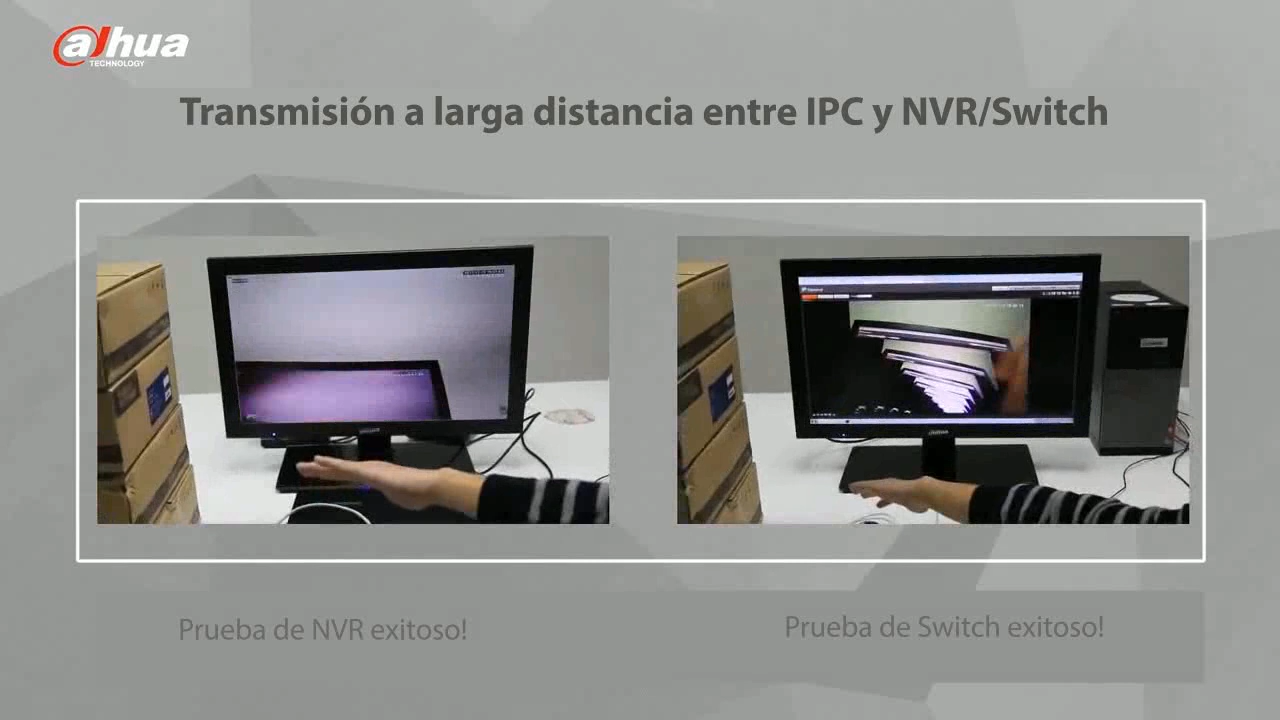 alhua
TECHNOLOGY
Transmisión a larga distancia entre IPC y NVR/Switch
Prueba de NVR exitoso!
Prueba de Switch exitoso!